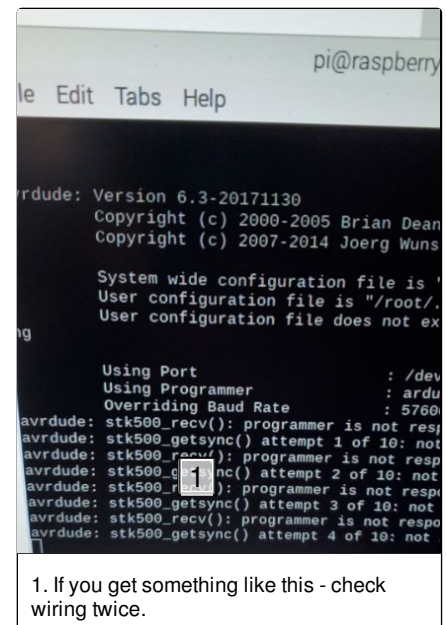 pi@raspberry
le Edit Tabs Help
vrdude: Version 6.3-20171130
Copyright (c) 2000-2005 Brian Dean
Copyright (c) 2007-2014 Joerg Wuns
System wide configuration file is "
User configuration file is "/root/.
User configuration file does not ex
ng
Using Port : /dev
Using Programmer : ardu
Overriding Baud Rate : 5760
avrdude: stk500_recv(): programmer is not resp
avrdude: stk500_getsync() attempt 1 of 10: not
avrdude: stk500_recv(): programmer is not resp
avrdude: stk500_g nc() attempt 2 of 10: not
avrdude: stk500_r (): programmer is not respo
avrdude: stk500_getsync() attempt 3 of 10: not
avrdude: stk500_recv(): programmer is not respo
avrdude: stk500_getsync() attempt 4 of 10: not
1
1. If you get something like this - check
wiring twice.